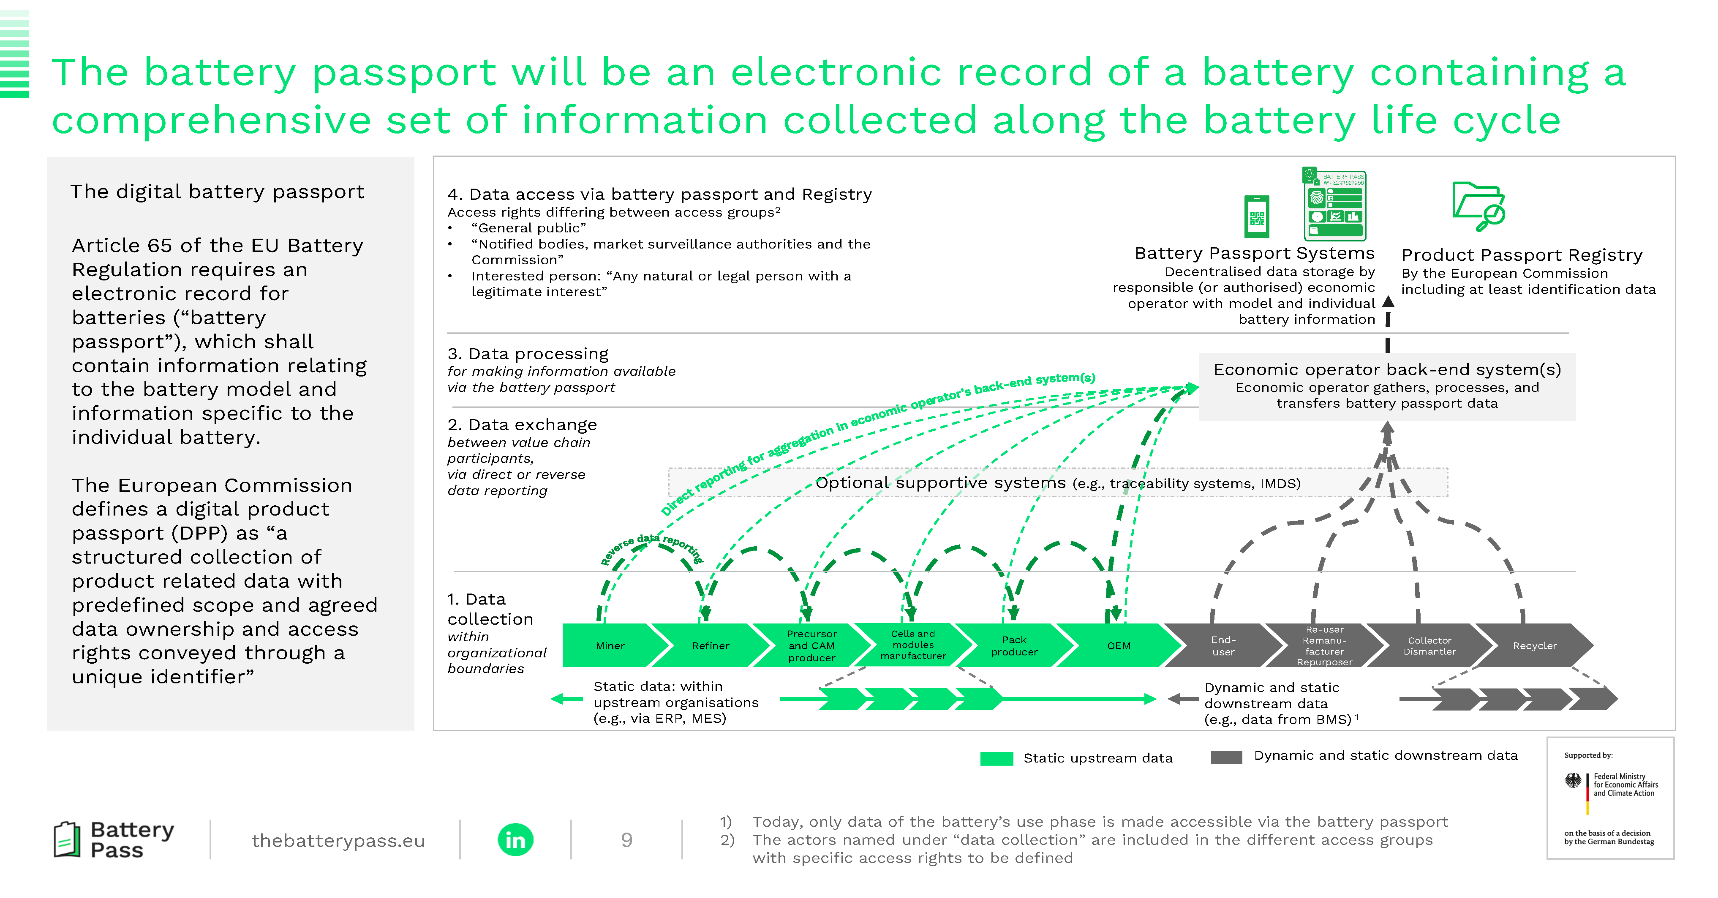 The battery passport will be an electronic record of a battery containing a
comprehensive set of information collected along the battery life cycle
The digital battery passport
Article 65 of the EU Battery
Regulation requires an
electronic record for
batteries (“battery
passport”), which shall
contain information relating
to the battery model and
information specific to the
individual battery.
The European Commission
defines a digital product
passport (DPP) as “a
structured collection of
product related data with
predefined scope and agreed
data ownership and access
rights conveyed through a
unique identifier”
4. Data access via battery passport and Registry
Access rights differing between access groups²
• “General public”
• “Notified bodies, market surveillance authorities and the
Commission”
• Interested person: “Any natural or legal person with a
legitimate interest”
BATTERY PASS
Battery Passport Systems
Decentralised data storage by
responsible (or authorised) economic
operator with model and individual
battery information
Product Passport Registry
By the European Commission
including at least identification data
3. Data processing
for making information available
via the battery passport
Economic operator back-end system(s)
Economic operator gathers, processes, and
transfers battery passport data
Direct reporting for aggregation in economic operator's back-end system(s)
2. Data exchange
between value chain
participants,
via direct or reverse
data reporting
Optional supportive systems (e.g., traceability systems, IMDS)
Reverse data reporting
1. Data
collection
within
organizational
boundaries
Miner
Refiner
Precursor
and CAM
producer
Cells and
modules
manufacturer
Pack
producer
OEM
End-
user
Re-user
Remanu-
facturer
Repurposer
Collector
Dismantler
Recycler
Static data: within
upstream organisations
(e.g., via ERP, MES)
Dynamic and static
downstream data
(e.g., data from BMS)¹
Static upstream data
Dynamic and static downstream data
Supported by:
Federal Ministry
for Economic Affairs
and Climate Action
on the basis of a decision
by the German Bundestag
Battery
Pass
thebatterypass.eu
in
9
1) Today, only data of the battery’s use phase is made accessible via the battery passport
2) The actors named under “data collection” are included in the different access groups
with specific access rights to be defined